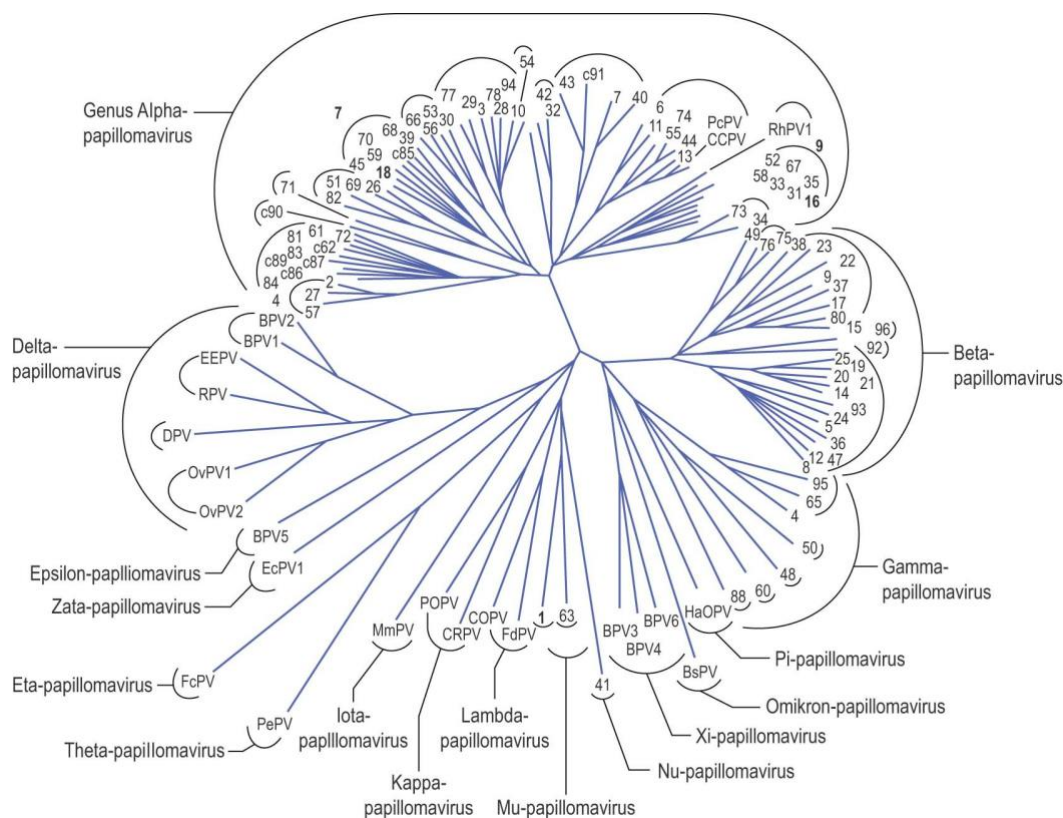 Genus Alpha-
papillomavirus
7
54
94
77
78
29
3
28
10
42
32
43
c91
7
40
6
74
11
55
44
13
PcPV
CCPV
RhPV1
9
52
67
58
33
31
35
16
53
66
30
56
68
39
70
59
c85
45
18
51
69
26
82
71
c90
61
72
81
c62
83
c89
c87
c86
84
2
4
27
57
73
34
49
76
75
38
23
22
9
37
17
80
15
96
92
25
19
20
21
14
93
24
5
36
12
47
8
95
65
4
50
48
60
88
Beta-
papillomavirus
Delta-
papillomavirus
BPV2
BPV1
EEPV
RPV
DPV
OvPV1
OvPV2
BPV5
Epsilon-paplliomavirus
EcPV1
Zata-papillomavirus
Gamma-
papillomavirus
POPV
COPV
1
63
BPV3
BPV6
BPV4
HaOPV
MmPV
CRPV
FdPV
Pi-papillomavirus
BsPV
41
Eta-papillomavirus
FcPV
Omikron-papillomavirus
PePV
Theta-papillomavirus
Iota-
paplllomavirus
Lambda-
papillomavirus
Xi-papillomavirus
Nu-papillomavirus
Kappa-
papillomavirus
Mu-papillomavirus